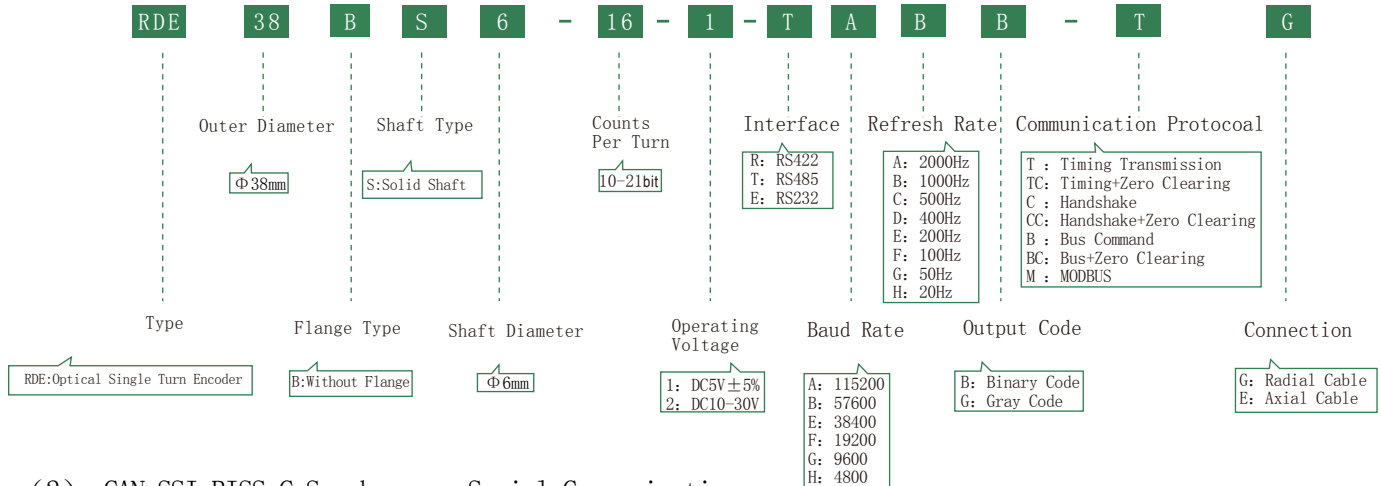 RDE 38 B S 6 - 16 - 1 - T A B B - T G
Outer Diameter
Φ38mm
Shaft Type
S:Solid Shaft
Counts
Per Turn
10-21bit
Interface
R: RS422
T: RS485
E: RS232
Refresh Rate
A: 2000Hz
B: 1000Hz
C: 500Hz
D: 400Hz
E: 200Hz
F: 100Hz
G: 50Hz
H: 20Hz
Communication Protocoal
T : Timing Transmission
TC: Timing+Zero Clearing
C : Handshake
CC: Handshake+Zero Clearing
B : Bus Command
BC: Bus+Zero Clearing
M : MODBUS
Type
RDE:Optical Single Turn Encoder
Flange Type
B:Without Flange
Shaft Diameter
Φ6mm
Operating
Voltage
1: DC5V±5%
2: DC10-30V
Baud Rate
A: 115200
B: 57600
E: 38400
F: 19200
G: 9600
H: 4800
Output Code
B: Binary Code
G: Gray Code
Connection
G: Radial Cable
E: Axial Cable